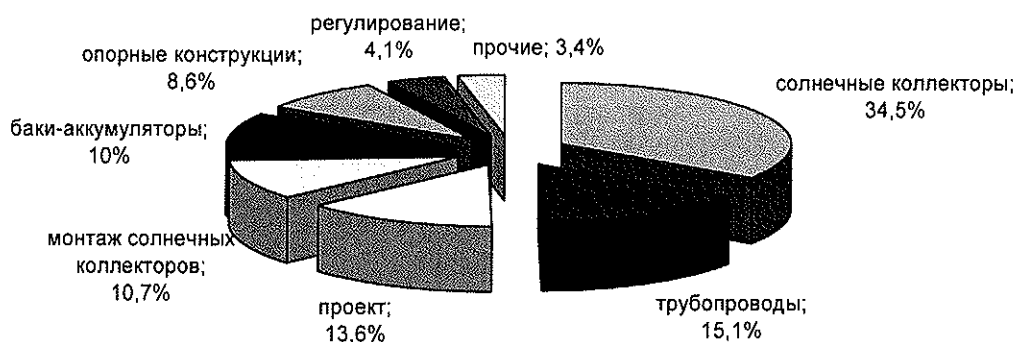 регулирование;
4,1%
прочие; 3,4%
опорные конструкции;
8,6%
солнечные коллекторы;
34,5%
баки-аккумуляторы;
10%
монтаж солнечных
коллекторов;
10,7%
проект;
13,6%
трубопроводы;
15,1%